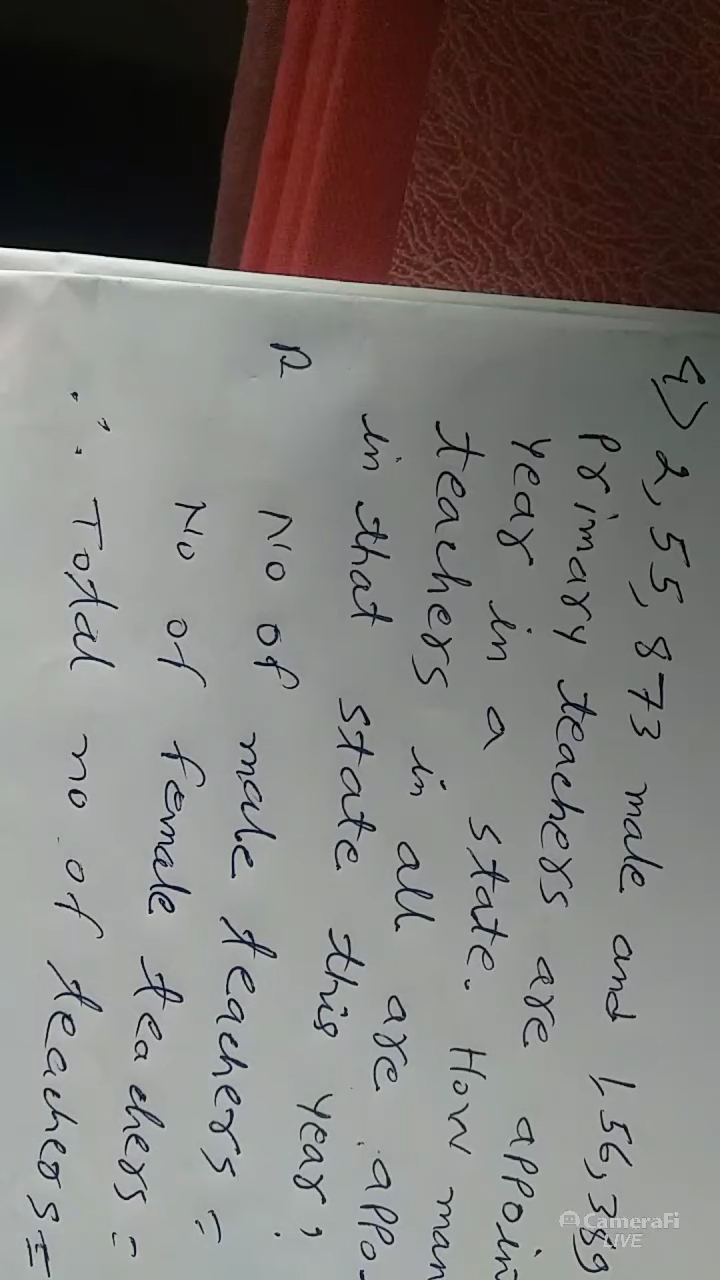 4) 2,55,873 male and 1,56,389
primary teachers are appoin
year in a state. How man
teachers in all are appo-
in that state this year?
No of male teachers =
No of female teachers =
∴ Total no. of teachers =
CameraFi
LIVE